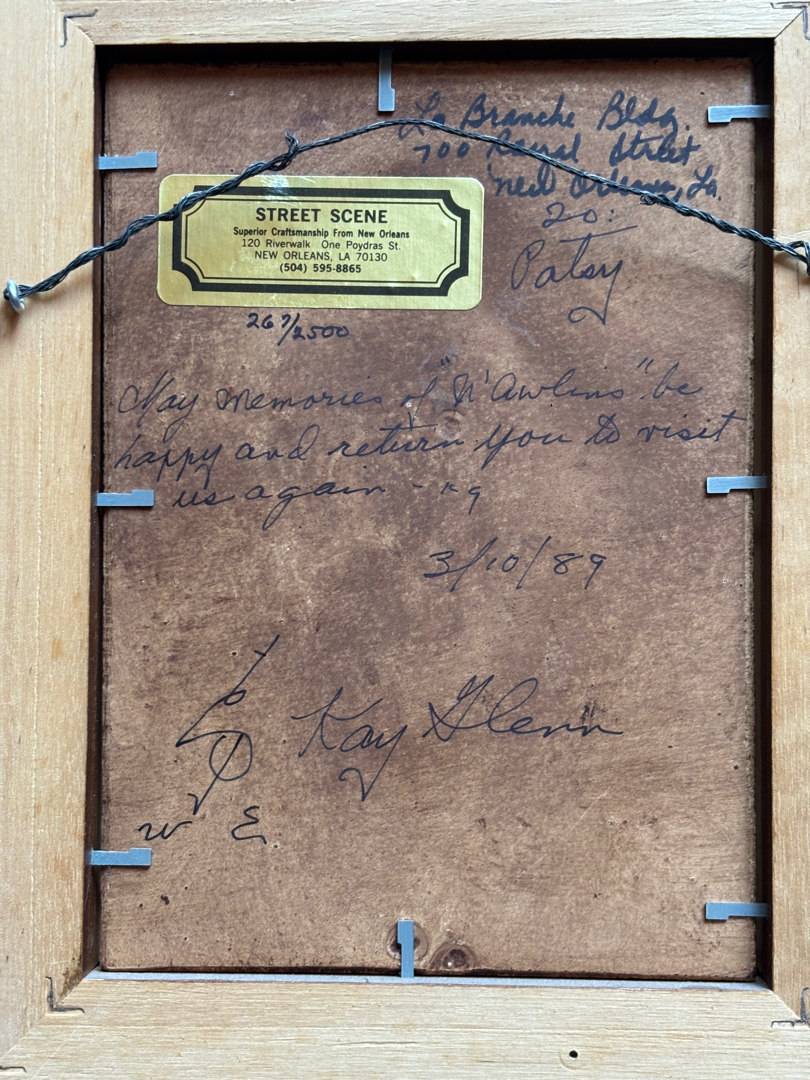 La Branche Bldg.
700 Royal Street
New Orleans, La.
STREET SCENE
Superior Craftsmanship From New Orleans
120 Riverwalk One Poydras St.
NEW ORLEANS, LA 70130
(504) 595-8865
267/2500
To:
Patsy
May memories of "N'Awlins" be
happy and return you to visit
us again - kg
3/10/89
Kay Glenn
W E